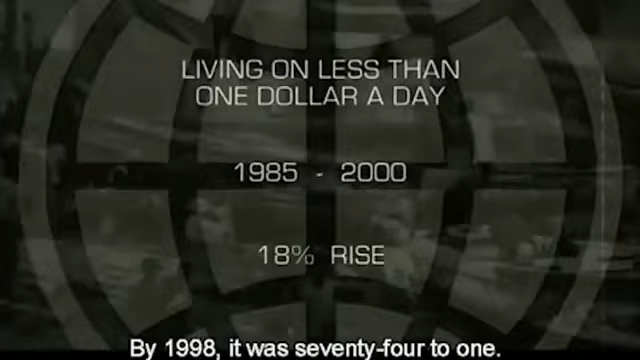 LIVING ON LESS THAN
ONE DOLLAR A DAY
1985 - 2000
18% RISE
By 1998, it was seventy-four to one.